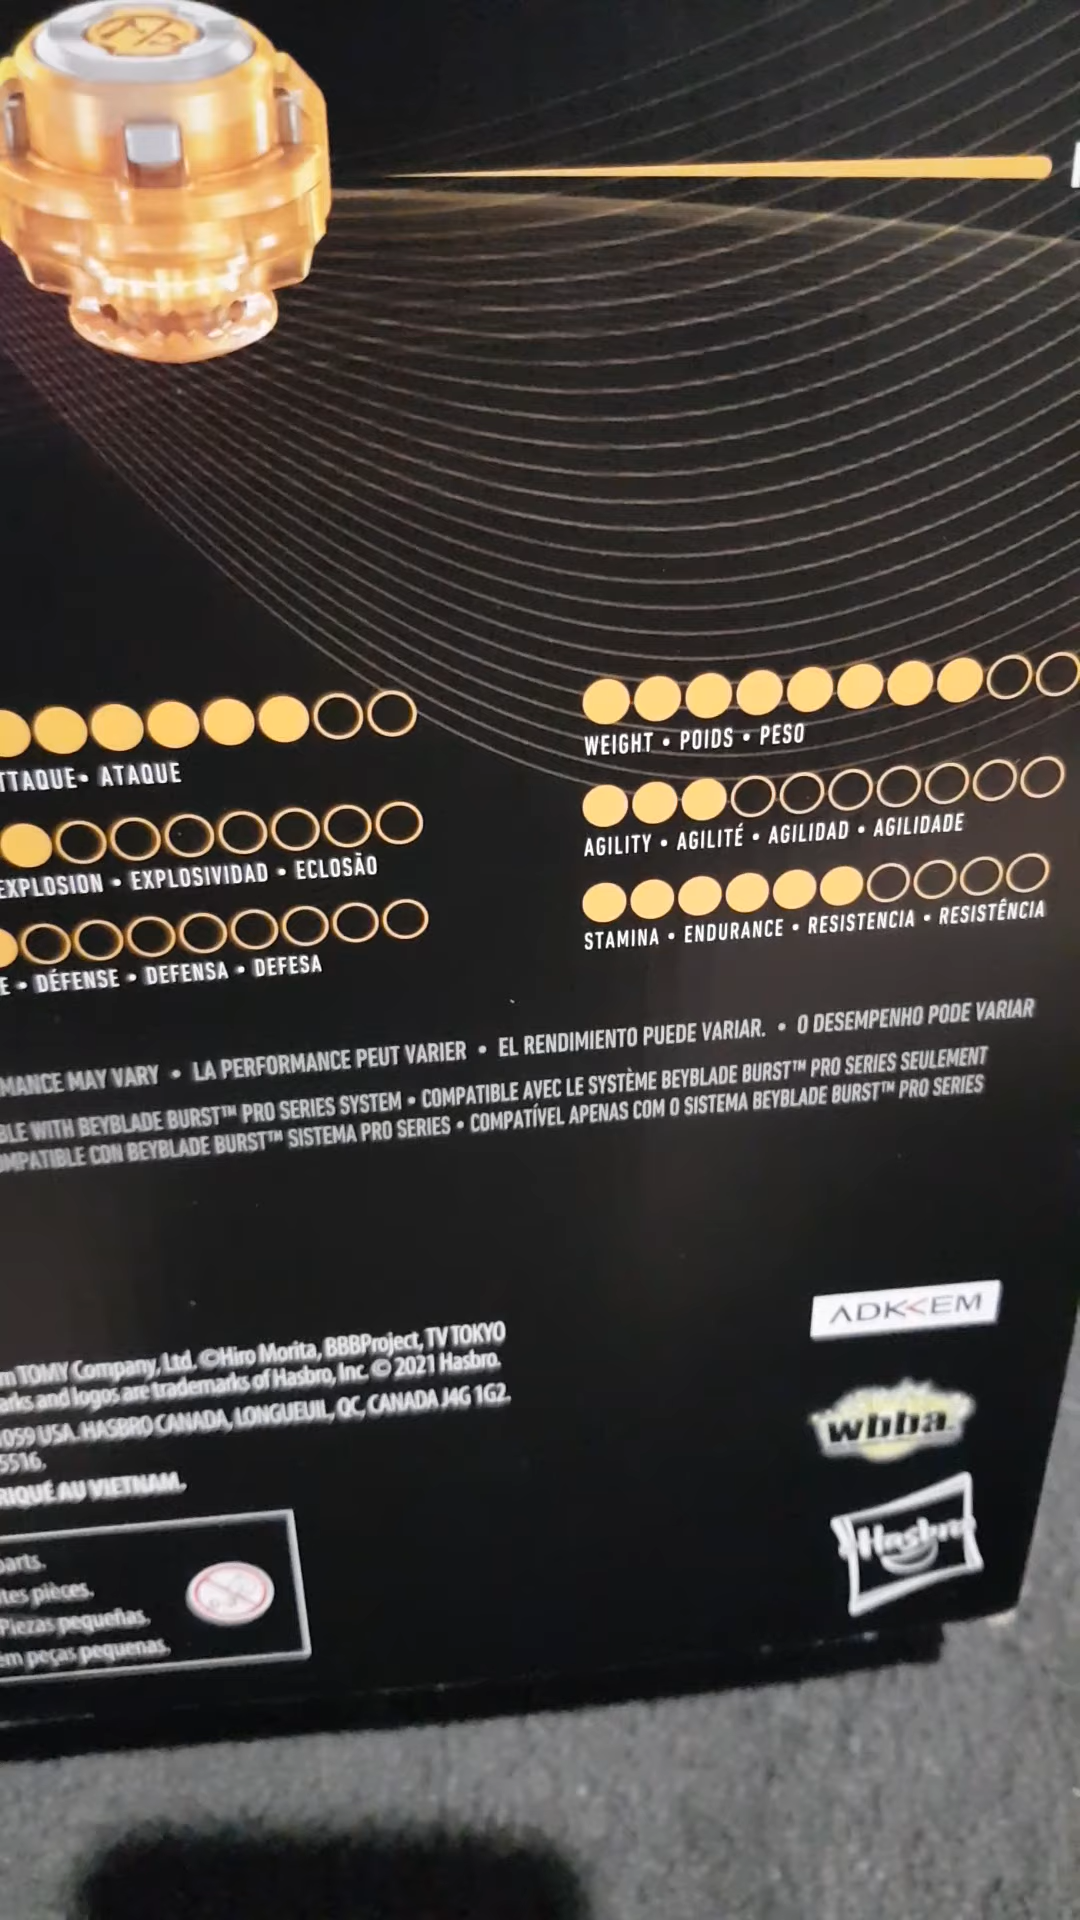 WEIGHT • POIDS • PESO
TTAQUE• ATAQUE
AGILITY • AGILITÉ • AGILIDAD • AGILIDADE
EXPLOSION • EXPLOSIVIDAD • ECLOSÃO
STAMINA • ENDURANCE • RESISTENCIA • RESISTÊNCIA
E • DÉFENSE • DEFENSA • DEFESA
MANCE MAY VARY • LA PERFORMANCE PEUT VARIER • EL RENDIMIENTO PUEDE VARIAR. • O DESEMPENHO PODE VARIAR
BLE WITH BEYBLADE BURST™ PRO SERIES SYSTEM • COMPATIBLE AVEC LE SYSTÈME BEYBLADE BURST™ PRO SERIES SEULEMENT
OMPATIBLE CON BEYBLADE BURST™ SISTEMA PRO SERIES • COMPATÍVEL APENAS COM O SISTEMA BEYBLADE BURST™ PRO SERIES
ADK<EM
m TOMY Company, Ltd. ©Hiro Morita, BBBProject, TV TOKYO
arks and logos are trademarks of Hasbro, Inc. © 2021 Hasbro.
059 USA. HASBRO CANADA, LONGUEUIL, QC, CANADA J4G 1G2.
5516.
wbba.
RIQUÉ AU VIETNAM.
Hasbro
parts.
ites pièces.
Piezas pequeñas.
ém peças pequenas.